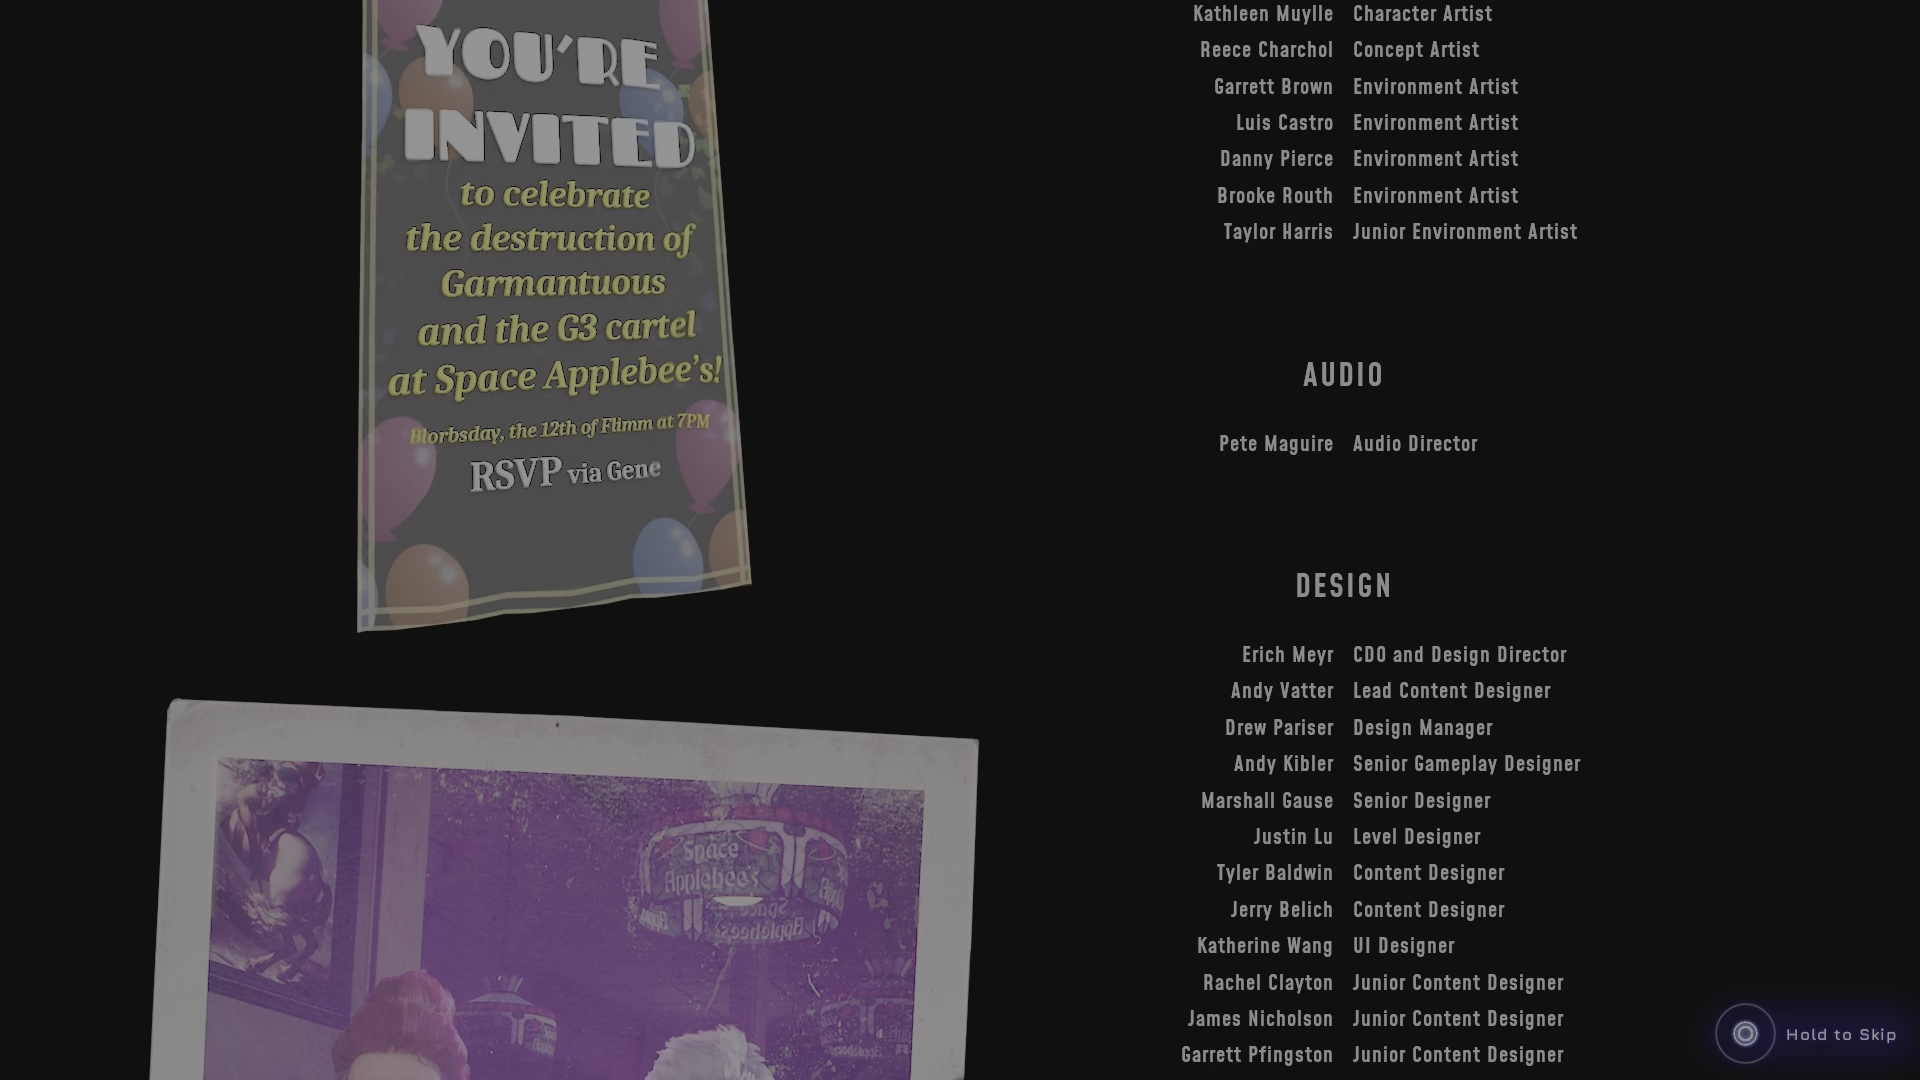 YOU'RE
INVITED
to celebrate
the destruction of
Garmantuous
and the G3 cartel
at Space Applebee's!
Blorbsday, the 12th of Flimm at 7PM
RSVP via Gene
Space
Applebee's
Kathleen Muylle Character Artist
Reece Charchol Concept Artist
Garrett Brown Environment Artist
Luis Castro Environment Artist
Danny Pierce Environment Artist
Brooke Routh Environment Artist
Taylor Harris Junior Environment Artist
AUDIO
Pete Maguire Audio Director
DESIGN
Erich Meyr CDO and Design Director
Andy Vatter Lead Content Designer
Drew Pariser Design Manager
Andy Kibler Senior Gameplay Designer
Marshall Gause Senior Designer
Justin Lu Level Designer
Tyler Baldwin Content Designer
Jerry Belich Content Designer
Katherine Wang UI Designer
Rachel Clayton Junior Content Designer
James Nicholson Junior Content Designer
Garrett Pfingston Junior Content Designer
Hold to Skip